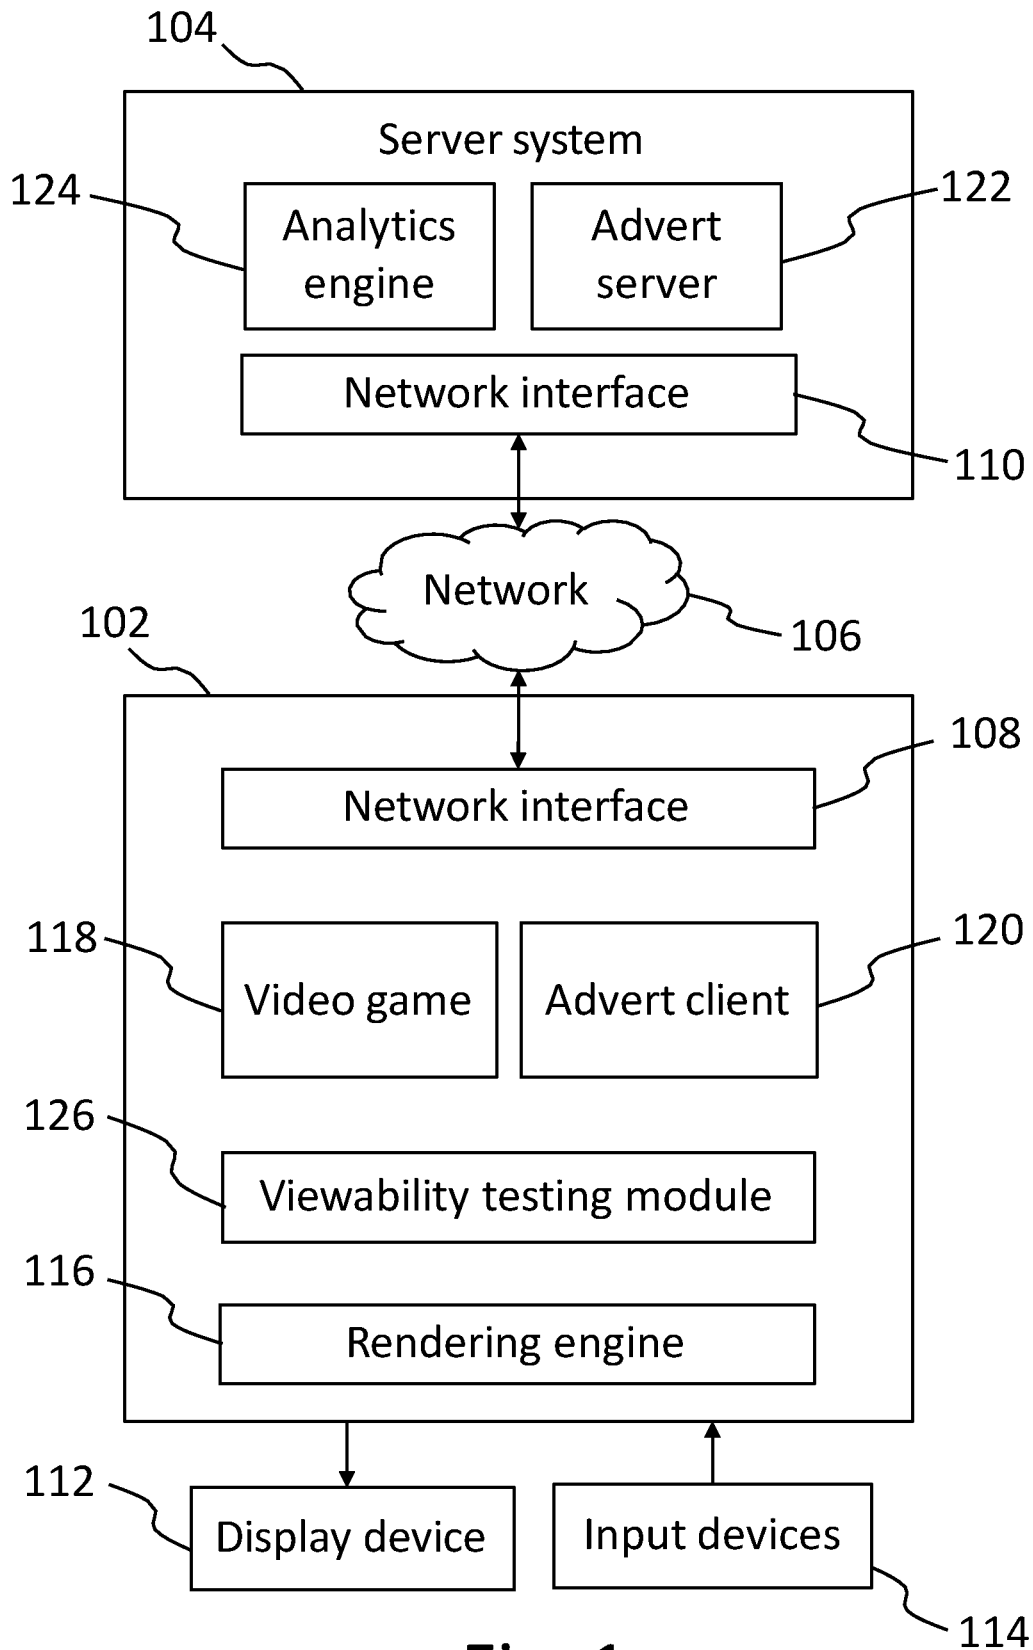 104
Server system
124
Analytics
engine
Advert
server
122
Network interface
110
Network
106
102
108
Network interface
118
Video game
Advert client
120
126
Viewability testing module
116
Rendering engine
112
Display device
Input devices
114